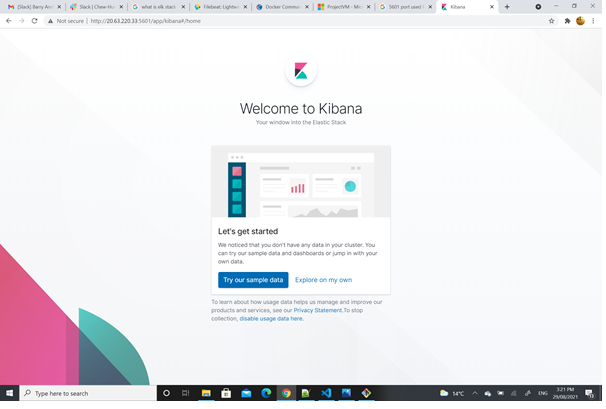 [Slack] Barry Ans
Slack | Chew-Hu
what is elk stack
Filebeat: Lightwe
Docker Commun
ProjectVM - Micr
5601 port used f
Kibana
Not secure | http://20.63.220.33:5601/app/kibana#/home
Welcome to Kibana
Your window into the Elastic Stack
Let's get started
We noticed that you don't have any data in your cluster. You
can try our sample data and dashboards or jump in with your
own data.
Try our sample data
Explore on my own
To learn about how usage data helps us manage and improve our
products and services, see our Privacy Statement.To stop
collection, disable usage data here.
Type here to search
14°C
ENG
3:21 PM
29/08/2021